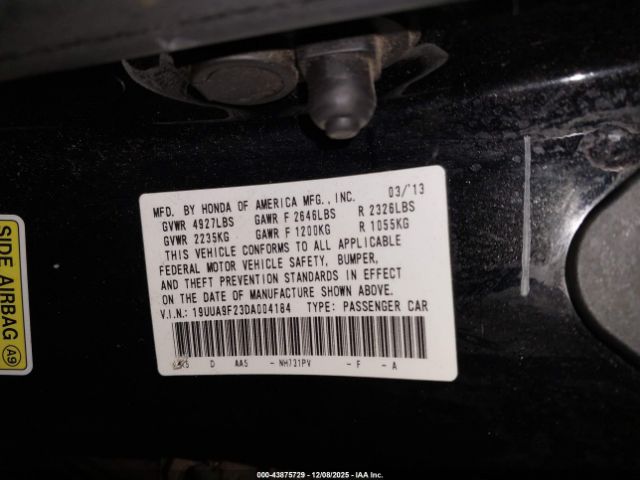 MFD. BY HONDA OF AMERICA MFG., INC. 03/'13
GVWR 4927LBS GAWR F 2646LBS R 2326LBS
GVWR 2235KG GAWR F 1200KG R 1055KG
THIS VEHICLE CONFORMS TO ALL APPLICABLE
FEDERAL MOTOR VEHICLE SAFETY, BUMPER,
AND THEFT PREVENTION STANDARDS IN EFFECT
ON THE DATE OF MANUFACTURE SHOWN ABOVE.
V.I.N.: 19UUA9F23DA004184 TYPE: PASSENGER CAR
D AAS - NH731PV - F - A
SIDE AIRBAG A9
000-43875729 - 12/08/2025 - IAA Inc.